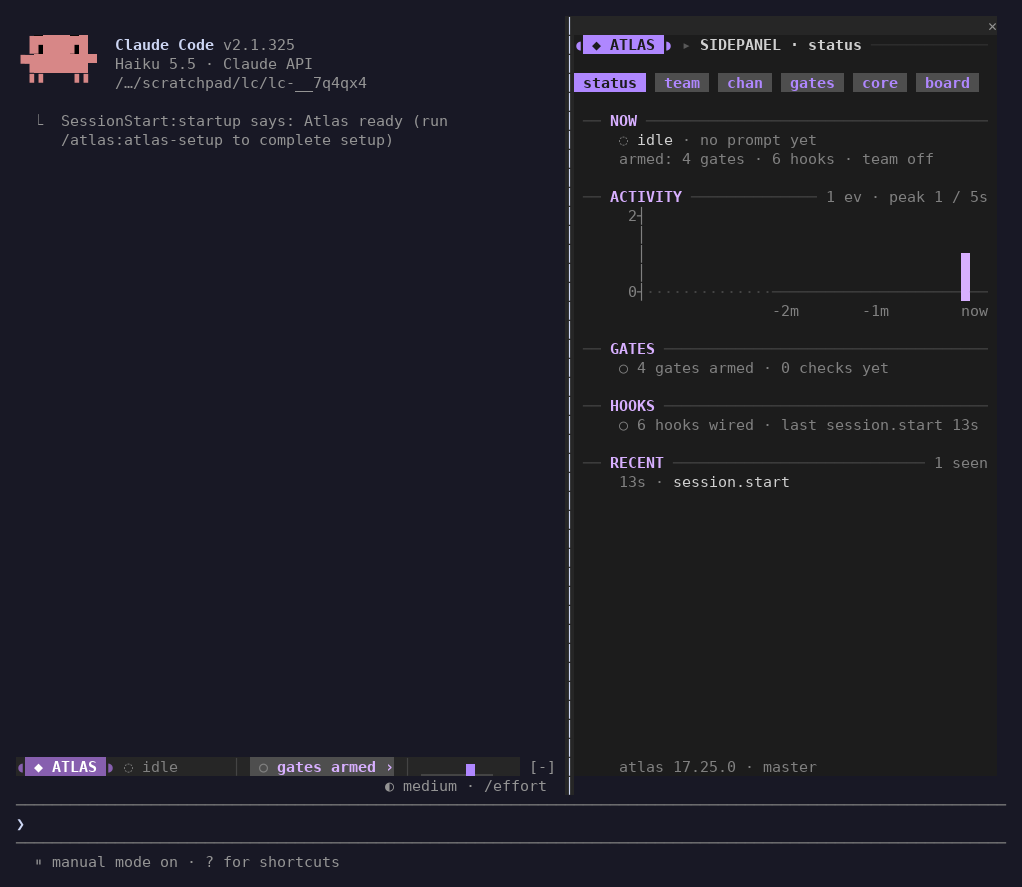 Claude Code v2.1.325
Haiku 5.5 · Claude API
/…/scratchpad/lc/lc-__7q4qx4
└ SessionStart:startup says: Atlas ready (run
/atlas:atlas-setup to complete setup)
✕
◆ ATLAS ▸ SIDEPANEL · status
status team chan gates core board
NOW
◌ idle · no prompt yet
armed: 4 gates · 6 hooks · team off
ACTIVITY 1 ev · peak 1 / 5s
2
0
-2m -1m now
GATES
○ 4 gates armed · 0 checks yet
HOOKS
○ 6 hooks wired · last session.start 13s
RECENT 1 seen
13s · session.start
atlas 17.25.0 · master
◆ ATLAS ◌ idle ○ gates armed › [-]
◐ medium · /effort
❯
⏸ manual mode on · ? for shortcuts